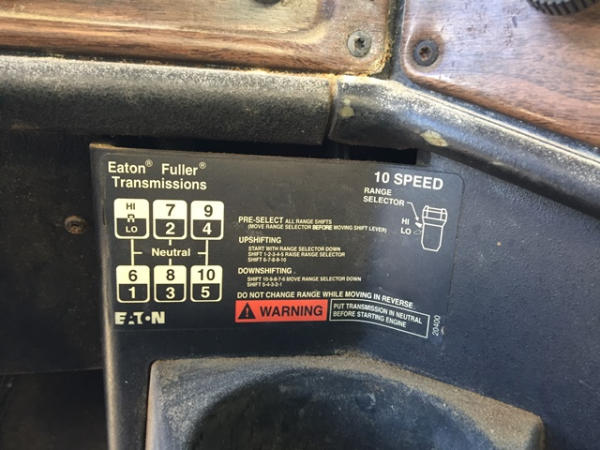 Eaton® Fuller®
Transmissions
10 SPEED
RANGE
SELECTOR
HI
LO
HI
R
LO
7
2
9
4
Neutral
6
1
8
3
10
5
PRE-SELECT ALL RANGE SHIFTS
(MOVE RANGE SELECTOR BEFORE MOVING SHIFT LEVER)
UPSHIFTING
START WITH RANGE SELECTOR DOWN
SHIFT 1-2-3-4-5 RAISE RANGE SELECTOR
SHIFT 6-7-8-9-10
DOWNSHIFTING
SHIFT 10-9-8-7-6 MOVE RANGE SELECTOR DOWN
SHIFT 5-4-3-2-1
DO NOT CHANGE RANGE WHILE MOVING IN REVERSE
WARNING
PUT TRANSMISSION IN NEUTRAL
BEFORE STARTING ENGINE
EATON
20490